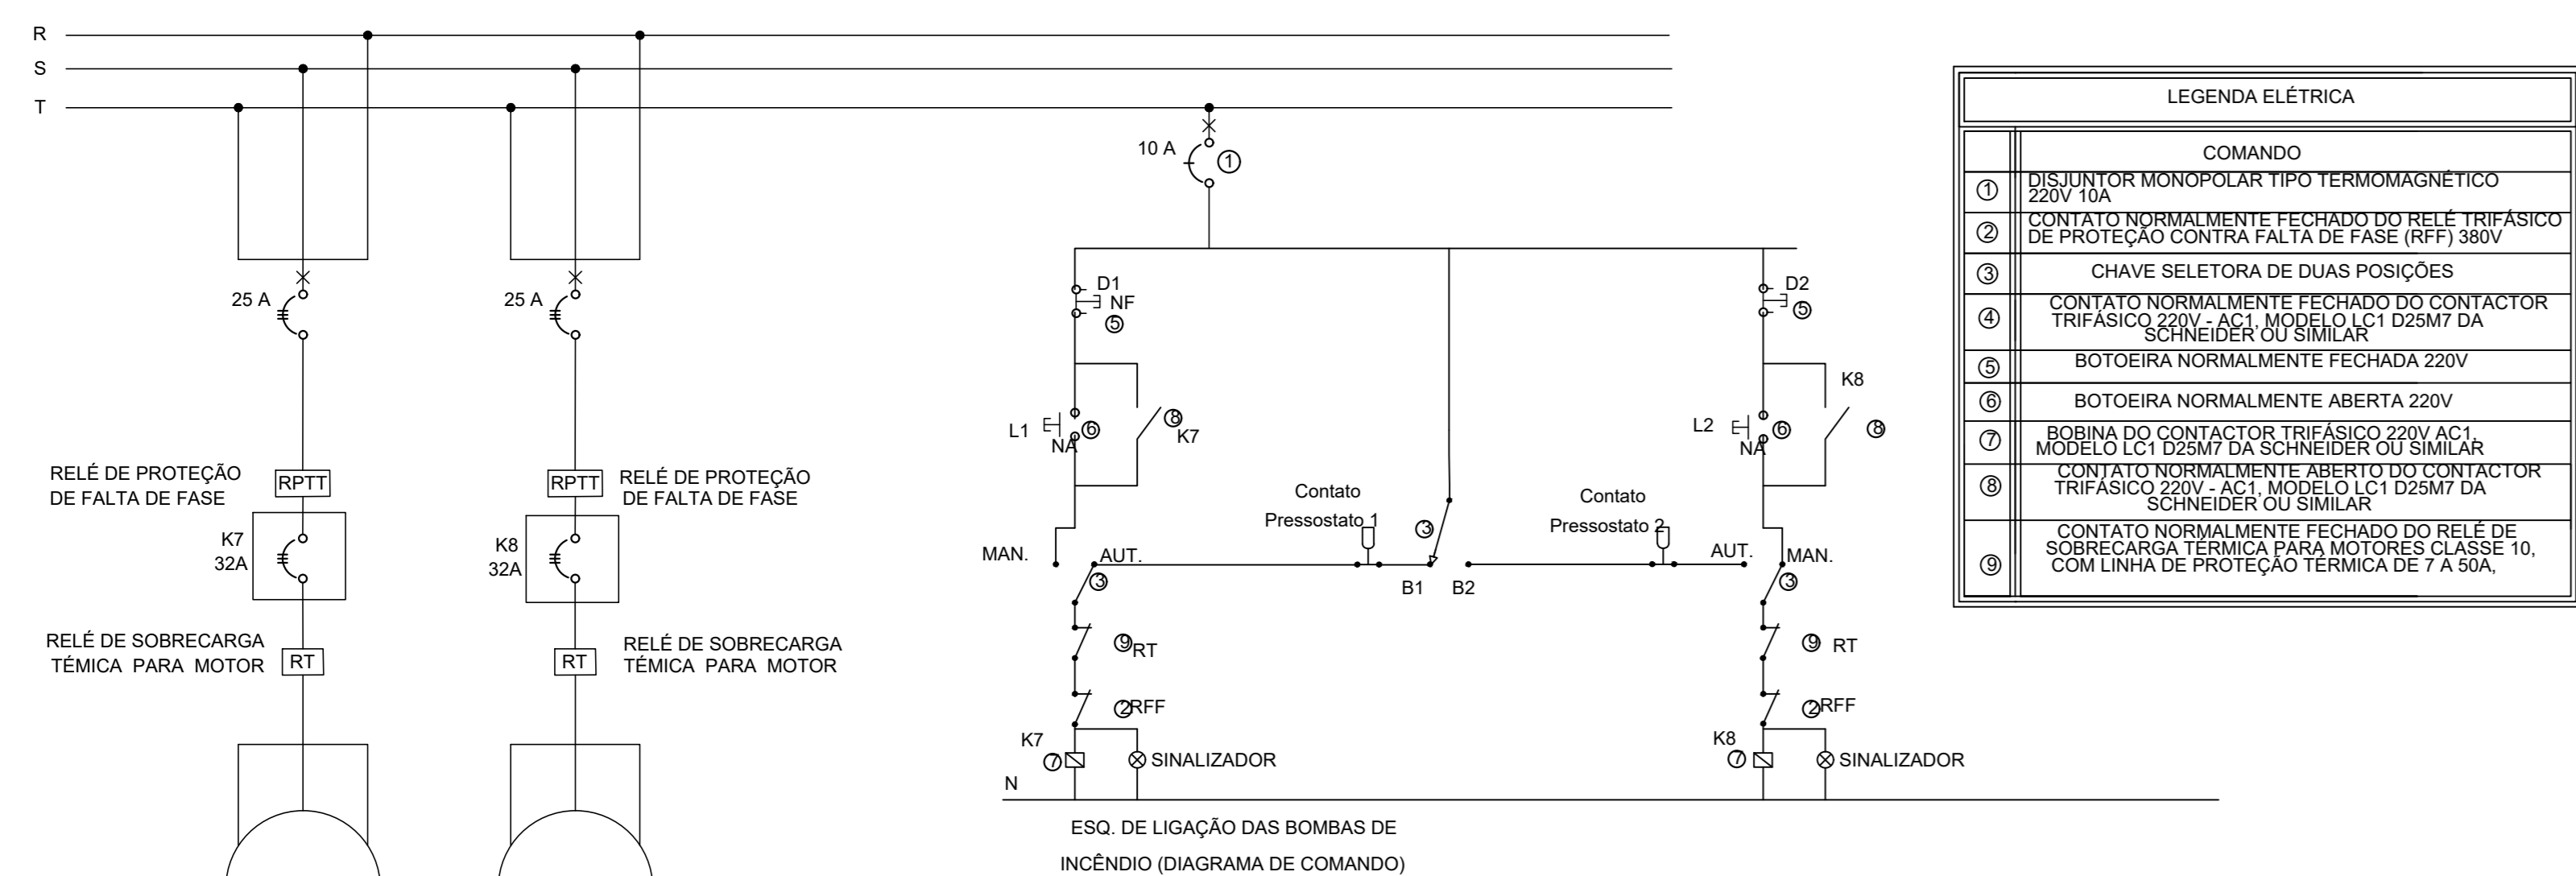 R
S
T
25 A
25 A
RELÉ DE PROTEÇÃO
DE FALTA DE FASE
RPTT
RPTT
RELÉ DE PROTEÇÃO
DE FALTA DE FASE
K7
32A
K8
32A
RELÉ DE SOBRECARGA
TÉMICA PARA MOTOR
RT
RT
RELÉ DE SOBRECARGA
TÉMICA PARA MOTOR
10 A
1
D1
NF
5
D2
5
L1
NA
6
8
K7
L2
NA
6
K8
8
MAN.
AUT.
3
Contato
Pressostato 1
3
B1
B2
Contato
Pressostato 2
AUT.
MAN.
3
9
RT
9
RT
2
RFF
2
RFF
K7
7
SINALIZADOR
K8
7
SINALIZADOR
N
ESQ. DE LIGAÇÃO DAS BOMBAS DE
INCÊNDIO (DIAGRAMA DE COMANDO)
LEGENDA ELÉTRICA
COMANDO
1
DISJUNTOR MONOPOLAR TIPO TERMOMAGNÉTICO
220V 10A
2
CONTATO NORMALMENTE FECHADO DO RELÉ TRIFÁSICO
DE PROTEÇÃO CONTRA FALTA DE FASE (RFF) 380V
3
CHAVE SELETORA DE DUAS POSIÇÕES
4
CONTATO NORMALMENTE FECHADO DO CONTACTOR
TRIFÁSICO 220V - AC1, MODELO LC1 D25M7 DA
SCHNEIDER OU SIMILAR
5
BOTOEIRA NORMALMENTE FECHADA 220V
6
BOTOEIRA NORMALMENTE ABERTA 220V
7
BOBINA DO CONTACTOR TRIFÁSICO 220V AC1,
MODELO LC1 D25M7 DA SCHNEIDER OU SIMILAR
8
CONTATO NORMALMENTE ABERTO DO CONTACTOR
TRIFÁSICO 220V - AC1, MODELO LC1 D25M7 DA
SCHNEIDER OU SIMILAR
9
CONTATO NORMALMENTE FECHADO DO RELÉ DE
SOBRECARGA TÉRMICA PARA MOTORES CLASSE 10,
COM LINHA DE PROTEÇÃO TÉRMICA DE 7 A 50A,